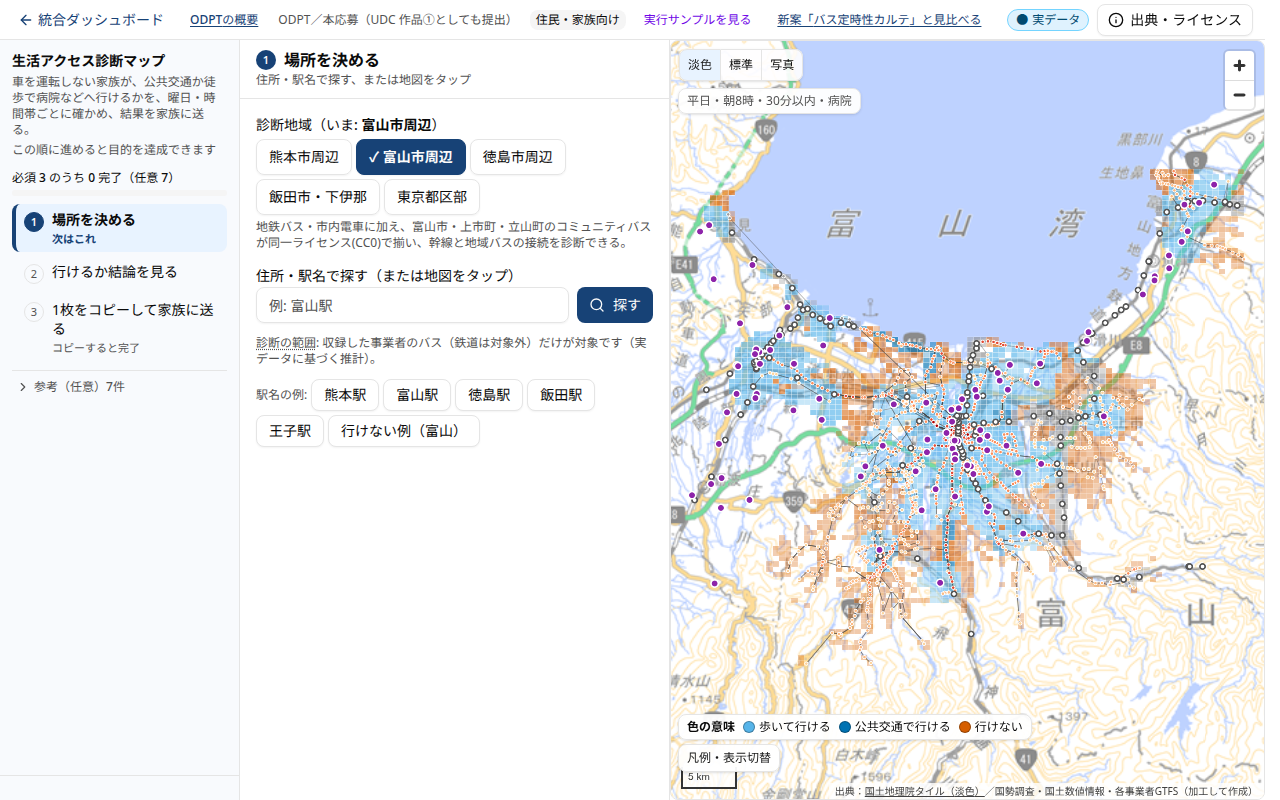 統合ダッシュボード
ODPTの概要
ODPT／本応募（UDC 作品①としても提出）
住民・家族向け
実行サンプルを見る
新案「バス定時性カルテ」と見比べる
実データ
出典・ライセンス
生活アクセス診断マップ
車を運転しない家族が、公共交通か徒
歩で病院などへ行けるかを、曜日・時
間帯ごとに確かめ、結果を家族に送
る。
この順に進めると目的を達成できます
必須 3 のうち 0 完了（任意 7）
1 場所を決める
次はこれ
2 行けるか結論を見る
3 1枚をコピーして家族に送
る
コピーすると完了
参考（任意）7件
1 場所を決める
住所・駅名で探す、または地図をタップ
診断地域（いま: 富山市周辺）
熊本市周辺
✓ 富山市周辺
徳島市周辺
飯田市・下伊那
東京都区部
地鉄バス・市内電車に加え、富山市・上市町・立山町のコミュニティバス
が同一ライセンス(CC0)で揃い、幹線と地域バスの接続を診断できる。
住所・駅名で探す（または地図をタップ）
例: 富山駅
探す
診断の範囲: 収録した事業者のバス（鉄道は対象外）だけが対象です（実
データに基づく推計）。
駅名の例:
熊本駅
富山駅
徳島駅
飯田駅
王子駅
行けない例（富山）
淡色
標準
写真
平日・朝8時・30分以内・病院
+
−
160
黒部川
8
生地鼻
富山湾
E41
E8
359
8
富
山
飛
神
1145
1397
白木峰
1596
41
色の意味
歩いて行ける
公共交通で行ける
行けない
凡例・表示切替
5 km
出典：国土地理院タイル（淡色）／国勢調査・国土数値情報・各事業者GTFS（加工して作成）